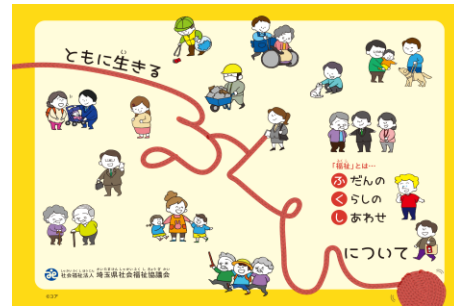 ともに生きる
ふくし
「福祉」とは…
ふだんの
くらしの
しあわせ
について
社会福祉法人 埼玉県社会福祉協議会